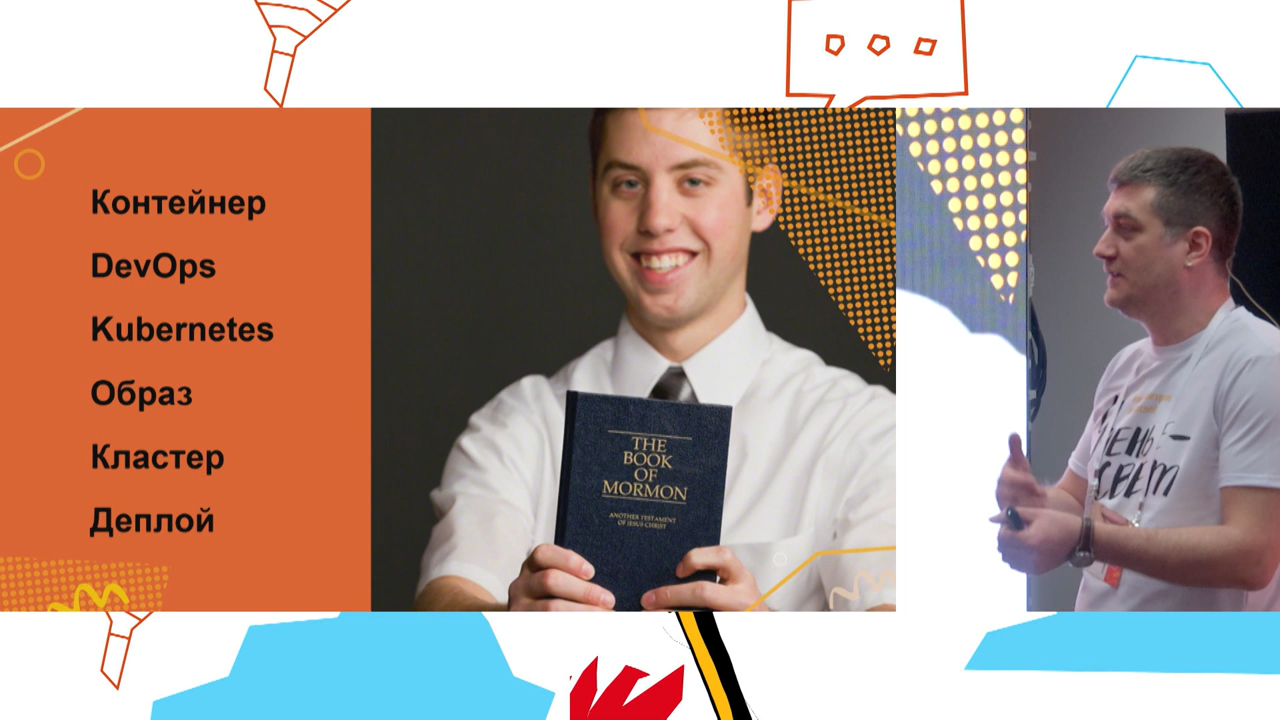 Контейнер
DevOps
Kubernetes
Образ
Кластер
Деплой
THE
BOOK
OF
MORMON
ANOTHER TESTAMENT
OF JESUS CHRIST